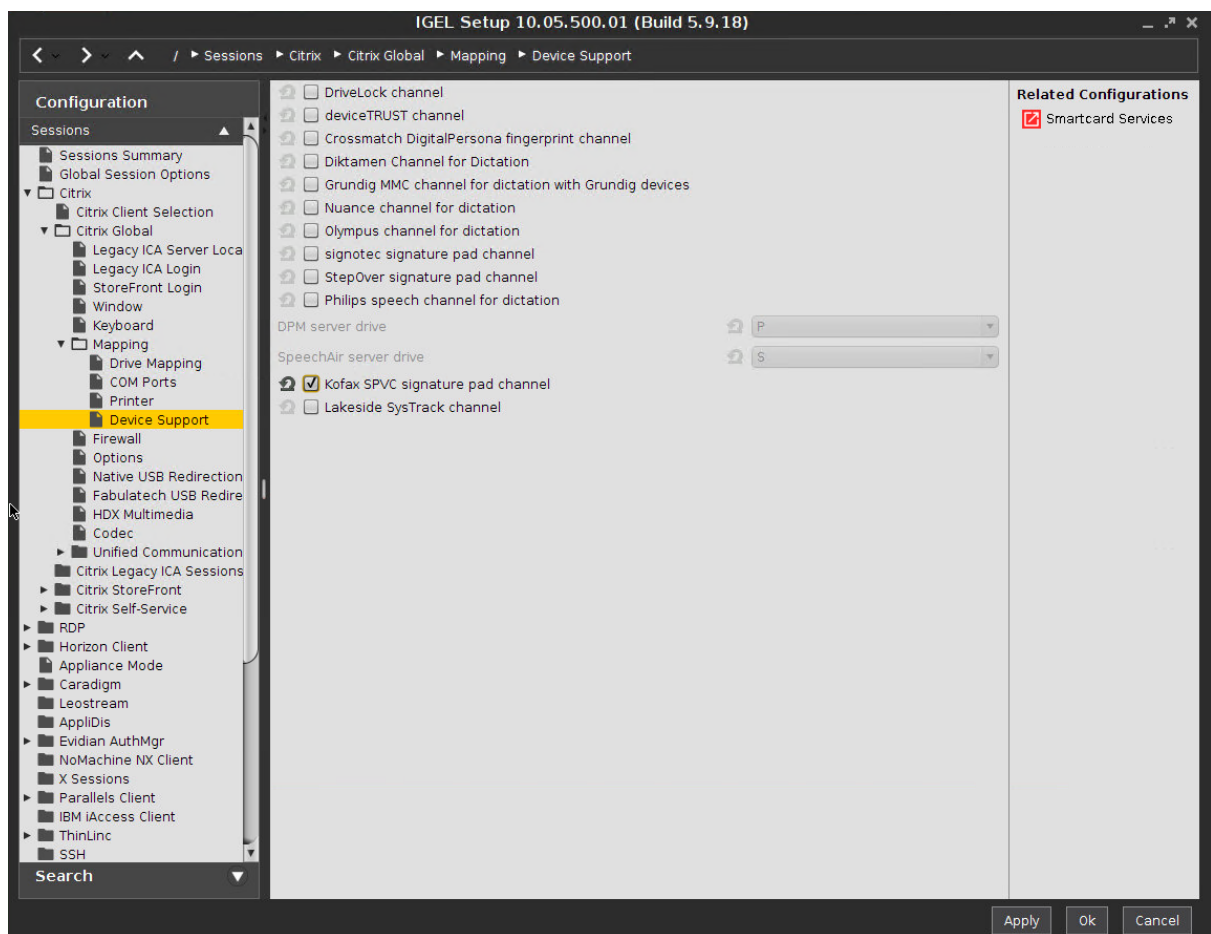 IGEL Setup 10.05.500.01 (Build 5.9.18)
/ Sessions Citrix Citrix Global Mapping Device Support
Configuration
Sessions
Sessions Summary
Global Session Options
Citrix
Citrix Client Selection
Citrix Global
Legacy ICA Server Loca
Legacy ICA Login
StoreFront Login
Window
Keyboard
Mapping
Drive Mapping
COM Ports
Printer
Device Support
Firewall
Options
Native USB Redirection
Fabulatech USB Redire
HDX Multimedia
Codec
Unified Communication
Citrix Legacy ICA Sessions
Citrix StoreFront
Citrix Self-Service
RDP
Horizon Client
Appliance Mode
Caradigm
Leostream
AppliDis
Evidian AuthMgr
NoMachine NX Client
X Sessions
Parallels Client
IBM iAccess Client
ThinLinc
SSH
Search
DriveLock channel
deviceTRUST channel
Crossmatch DigitalPersona fingerprint channel
Diktamen Channel for Dictation
Grundig MMC channel for dictation with Grundig devices
Nuance channel for dictation
Olympus channel for dictation
signotec signature pad channel
StepOver signature pad channel
Philips speech channel for dictation
DPM server drive P
SpeechAir server drive S
Kofax SPVC signature pad channel
Lakeside SysTrack channel
Related Configurations
Smartcard Services
Apply Ok Cancel